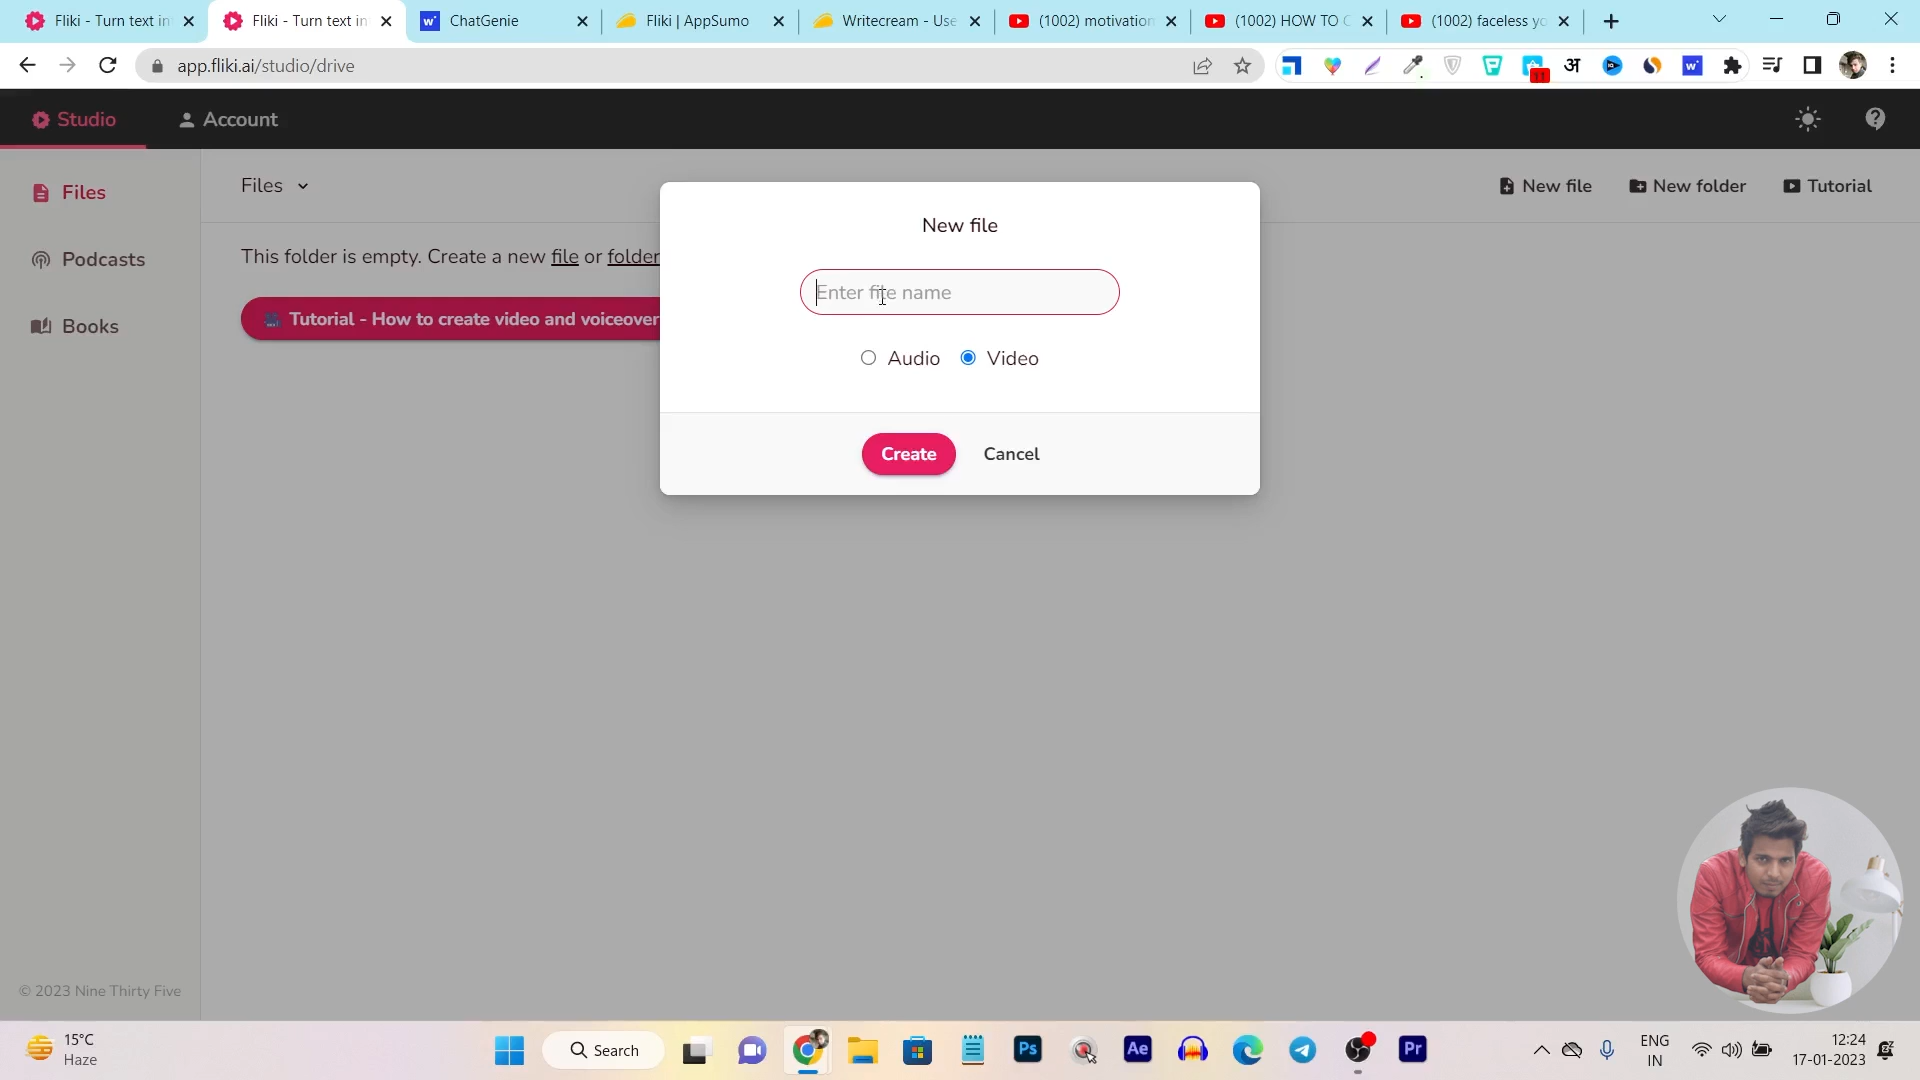 Fliki - Turn text in
Fliki - Turn text in
ChatGenie
Fliki | AppSumo
Writecream - Use
(1002) motivation
(1002) HOW TO C
(1002) faceless yo
app.fliki.ai/studio/drive
11
अ
w
Studio
Account
Files
Podcasts
Books
Files
New file
New folder
Tutorial
This folder is empty. Create a new file or folder
Tutorial - How to create video and voiceover
New file
Enter file name
Audio
Video
Create
Cancel
© 2023 Nine Thirty Five
15°C
Haze
Search
Ps
Ae
Pr
ENG
IN
12:24
17-01-2023